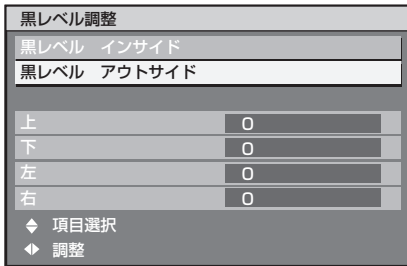 黒レベル調整
黒レベル　インサイド
黒レベル　アウトサイド
上 0
下 0
左 0
右 0
項目選択
調整